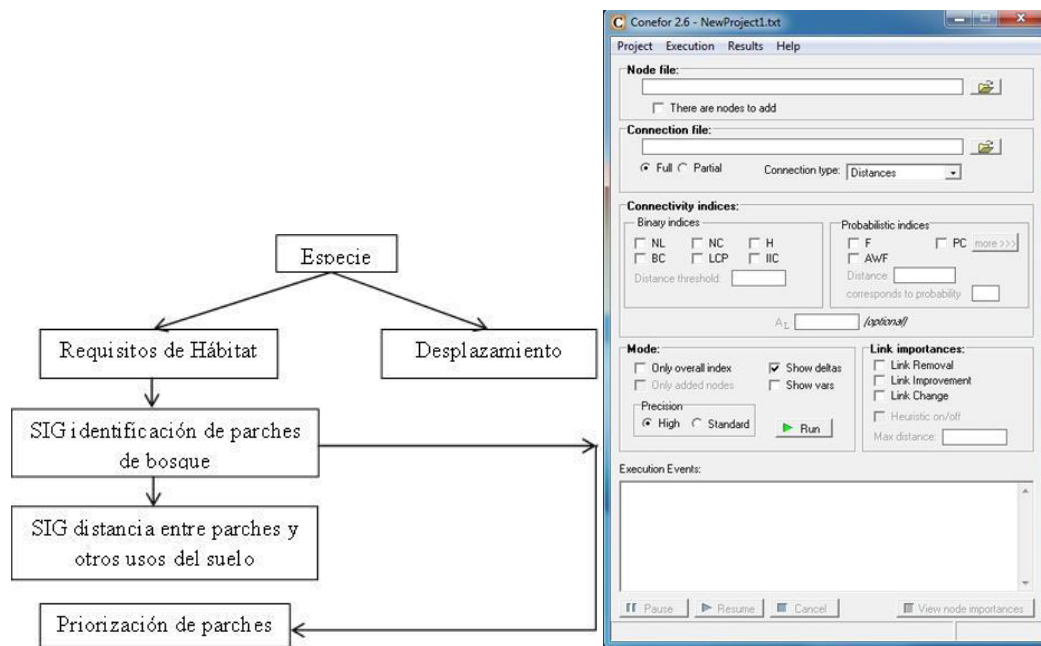 Especie
Requisitos de Hábitat
Desplazamiento
SIG identificación de parches
de bosque
SIG distancia entre parches y
otros usos del suelo
Priorización de parches
C Conefor 2.6 - NewProject1.txt
Project Execution Results Help
Node file:
There are nodes to add
Connection file:
Full Partial Connection type: Distances
Connectivity indices:
Binary indices
NL NC H
BC LCP IIC
Distance threshold:
Probabilistic indices
F PC more >>>
AWF
Distance
corresponds to probability
AΣ (optional)
Mode:
Only overall index Show deltas
Only added nodes Show vars
Precision
High Standard
Run
Link importances:
Link Removal
Link Improvement
Link Change
Heuristic on/off
Max distance:
Execution Events:
Pause Resume Cancel View node importances